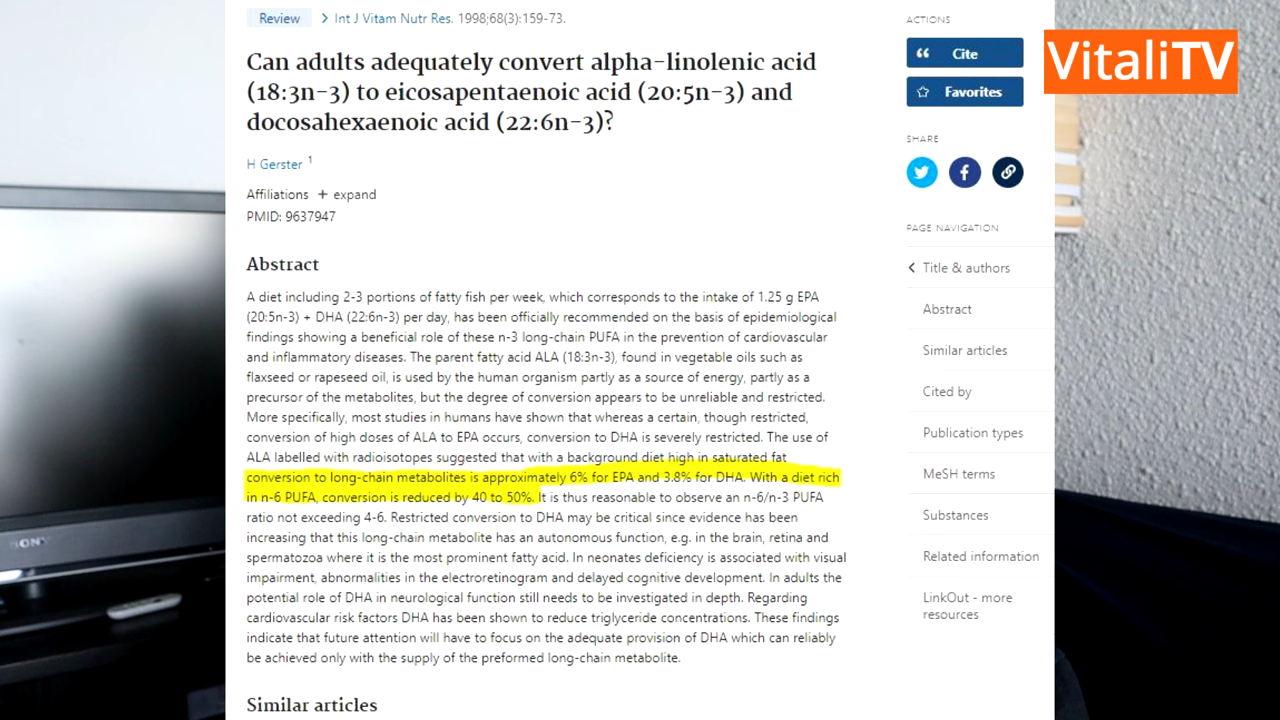 Review
Int J Vitam Nutr Res. 1998;68(3):159-73.
Can adults adequately convert alpha-linolenic acid
(18:3n-3) to eicosapentaenoic acid (20:5n-3) and
docosahexaenoic acid (22:6n-3)?
H Gerster 1
Affiliations + expand
PMID: 9637947
Abstract
A diet including 2-3 portions of fatty fish per week, which corresponds to the intake of 1.25 g EPA
(20:5n-3) + DHA (22:6n-3) per day, has been officially recommended on the basis of epidemiological
findings showing a beneficial role of these n-3 long-chain PUFA in the prevention of cardiovascular
and inflammatory diseases. The parent fatty acid ALA (18:3n-3), found in vegetable oils such as
flaxseed or rapeseed oil, is used by the human organism partly as a source of energy, partly as a
precursor of the metabolites, but the degree of conversion appears to be unreliable and restricted.
More specifically, most studies in humans have shown that whereas a certain, though restricted,
conversion of high doses of ALA to EPA occurs, conversion to DHA is severely restricted. The use of
ALA labelled with radioisotopes suggested that with a background diet high in saturated fat
conversion to long-chain metabolites is approximately 6% for EPA and 3.8% for DHA. With a diet rich
in n-6 PUFA, conversion is reduced by 40 to 50%. It is thus reasonable to observe an n-6/n-3 PUFA
ratio not exceeding 4-6. Restricted conversion to DHA may be critical since evidence has been
increasing that this long-chain metabolite has an autonomous function, e.g. in the brain, retina and
spermatozoa where it is the most prominent fatty acid. In neonates deficiency is associated with visual
impairment, abnormalities in the electroretinogram and delayed cognitive development. In adults the
potential role of DHA in neurological function still needs to be investigated in depth. Regarding
cardiovascular risk factors DHA has been shown to reduce triglyceride concentrations. These findings
indicate that future attention will have to focus on the adequate provision of DHA which can reliably
be achieved only with the supply of the preformed long-chain metabolite.
Similar articles
ACTIONS
Cite
Favorites
SHARE
PAGE NAVIGATION
Title & authors
Abstract
Similar articles
Cited by
Publication types
MeSH terms
Substances
Related information
LinkOut - more
resources
VitaliTV
SONY